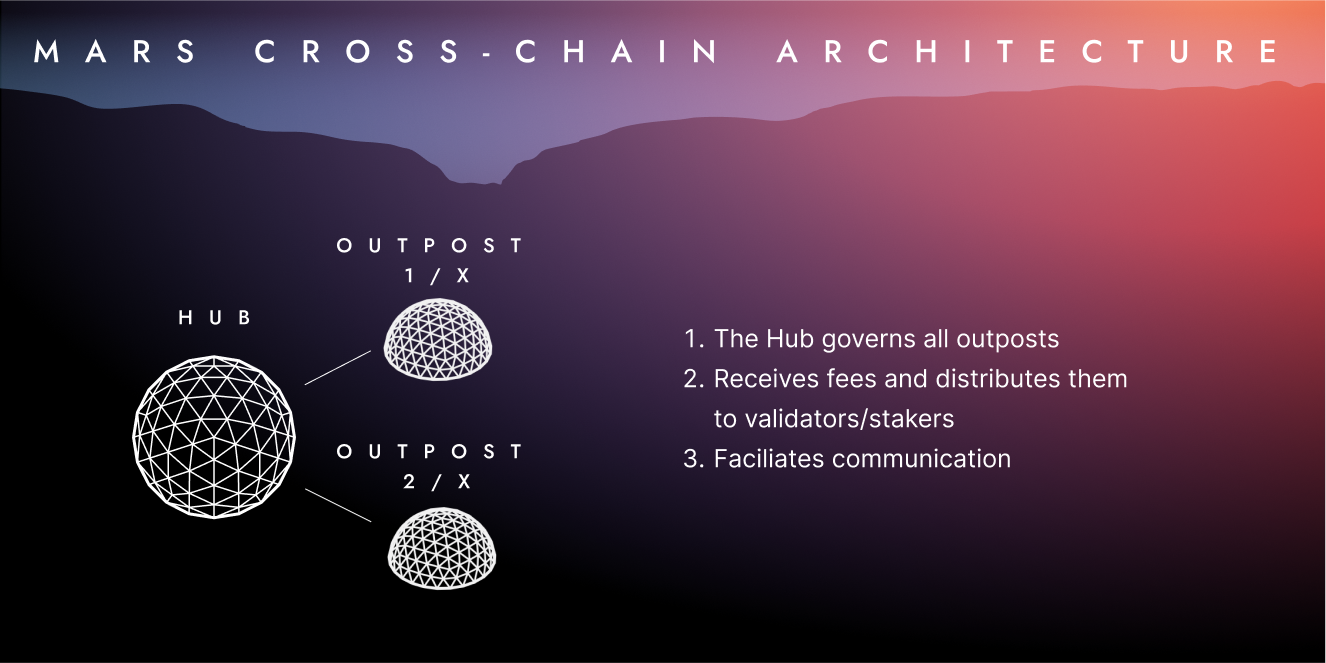 MARS CROSS-CHAIN ARCHITECTURE
OUTPOST
1 / X
HUB
OUTPOST
2 / X
1. The Hub governs all outposts
2. Receives fees and distributes them
to validators/stakers
3. Faciliates communication